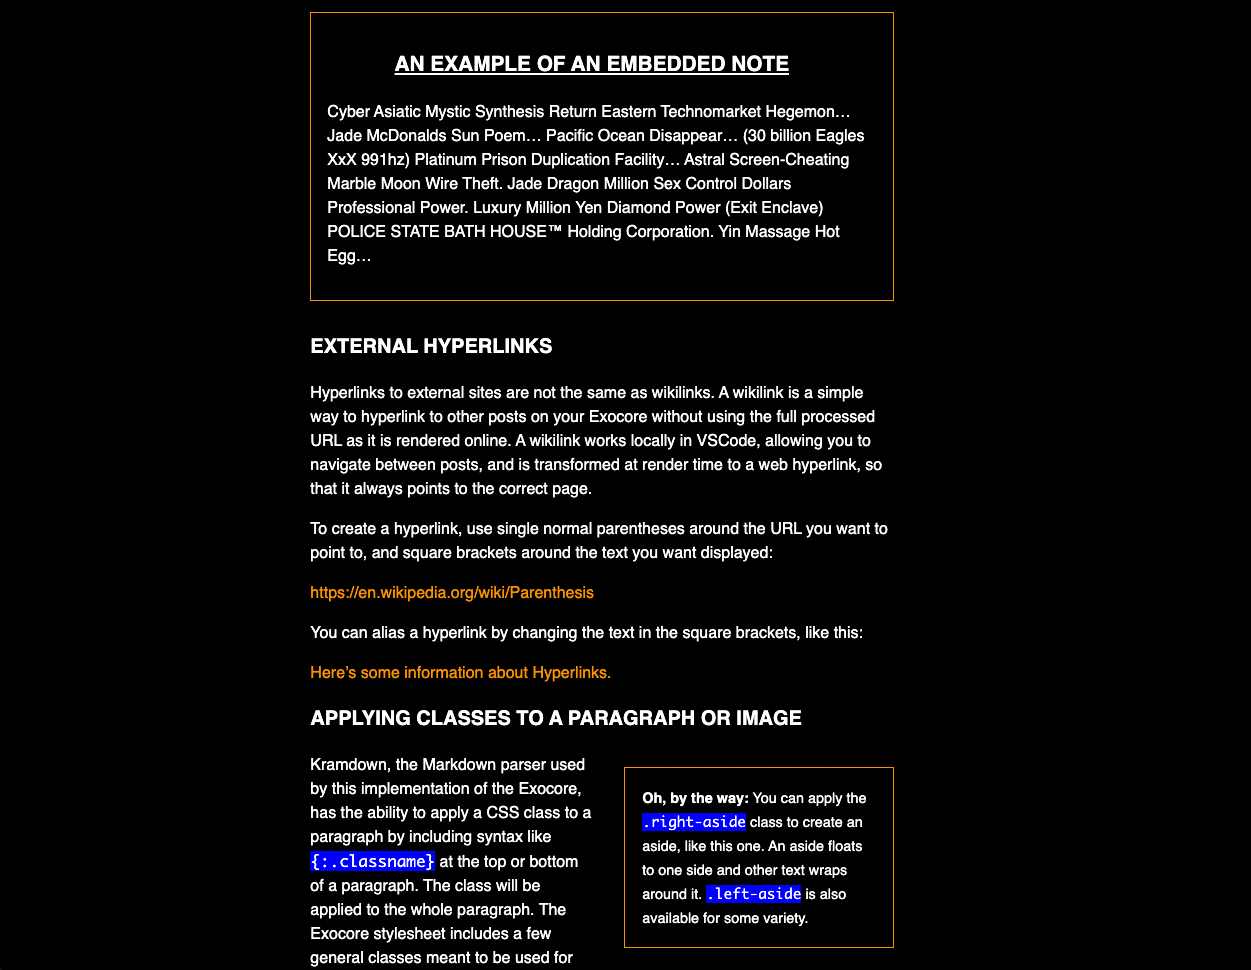 AN EXAMPLE OF AN EMBEDDED NOTE
Cyber Asiatic Mystic Synthesis Return Eastern Technomarket Hegemon…
Jade McDonalds Sun Poem… Pacific Ocean Disappear… (30 billion Eagles
XxX 991hz) Platinum Prison Duplication Facility… Astral Screen-Cheating
Marble Moon Wire Theft. Jade Dragon Million Sex Control Dollars
Professional Power. Luxury Million Yen Diamond Power (Exit Enclave)
POLICE STATE BATH HOUSE™ Holding Corporation. Yin Massage Hot
Egg…
EXTERNAL HYPERLINKS
Hyperlinks to external sites are not the same as wikilinks. A wikilink is a simple
way to hyperlink to other posts on your Exocore without using the full processed
URL as it is rendered online. A wikilink works locally in VSCode, allowing you to
navigate between posts, and is transformed at render time to a web hyperlink, so
that it always points to the correct page.
To create a hyperlink, use single normal parentheses around the URL you want to
point to, and square brackets around the text you want displayed:
https://en.wikipedia.org/wiki/Parenthesis
You can alias a hyperlink by changing the text in the square brackets, like this:
Here’s some information about Hyperlinks.
APPLYING CLASSES TO A PARAGRAPH OR IMAGE
Kramdown, the Markdown parser used
by this implementation of the Exocore,
has the ability to apply a CSS class to a
paragraph by including syntax like
{:.classname} at the top or bottom
of a paragraph. The class will be
applied to the whole paragraph. The
Exocore stylesheet includes a few
general classes meant to be used for
Oh, by the way: You can apply the
.right-aside class to create an
aside, like this one. An aside floats
to one side and other text wraps
around it. .left-aside is also
available for some variety.